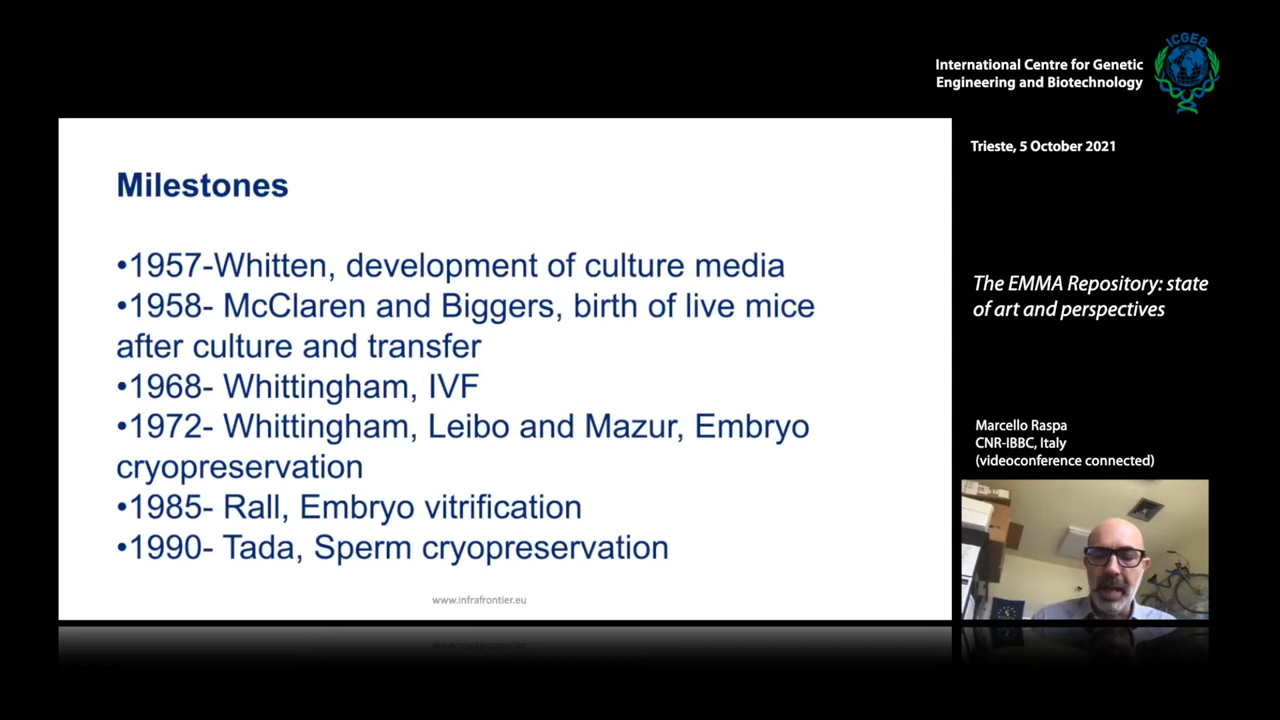 ICGEB
International Centre for Genetic
Engineering and Biotechnology
Trieste, 5 October 2021
Milestones
•1957-Whitten, development of culture media
•1958- McClaren and Biggers, birth of live mice
after culture and transfer
•1968- Whittingham, IVF
•1972- Whittingham, Leibo and Mazur, Embryo
cryopreservation
•1985- Rall, Embryo vitrification
•1990- Tada, Sperm cryopreservation
www.infrafrontier.eu
The EMMA Repository: state
of art and perspectives
Marcello Raspa
CNR-IBBC, Italy
(videoconference connected)